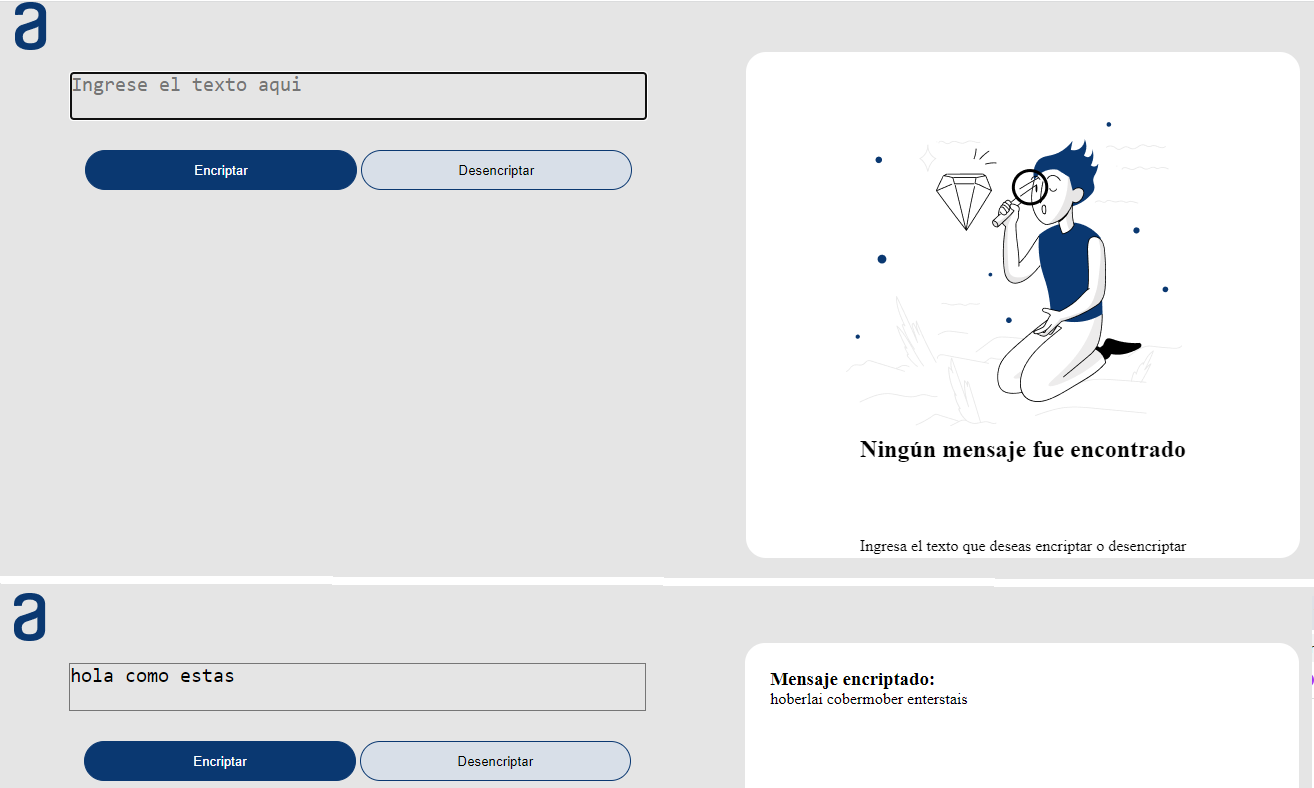 a
Ingrese el texto aqui
Encriptar Desencriptar
Ningún mensaje fue encontrado
Ingresa el texto que deseas encriptar o desencriptar
a
hola como estas
Encriptar Desencriptar
Mensaje encriptado:
hoberlai cobermober enterstais